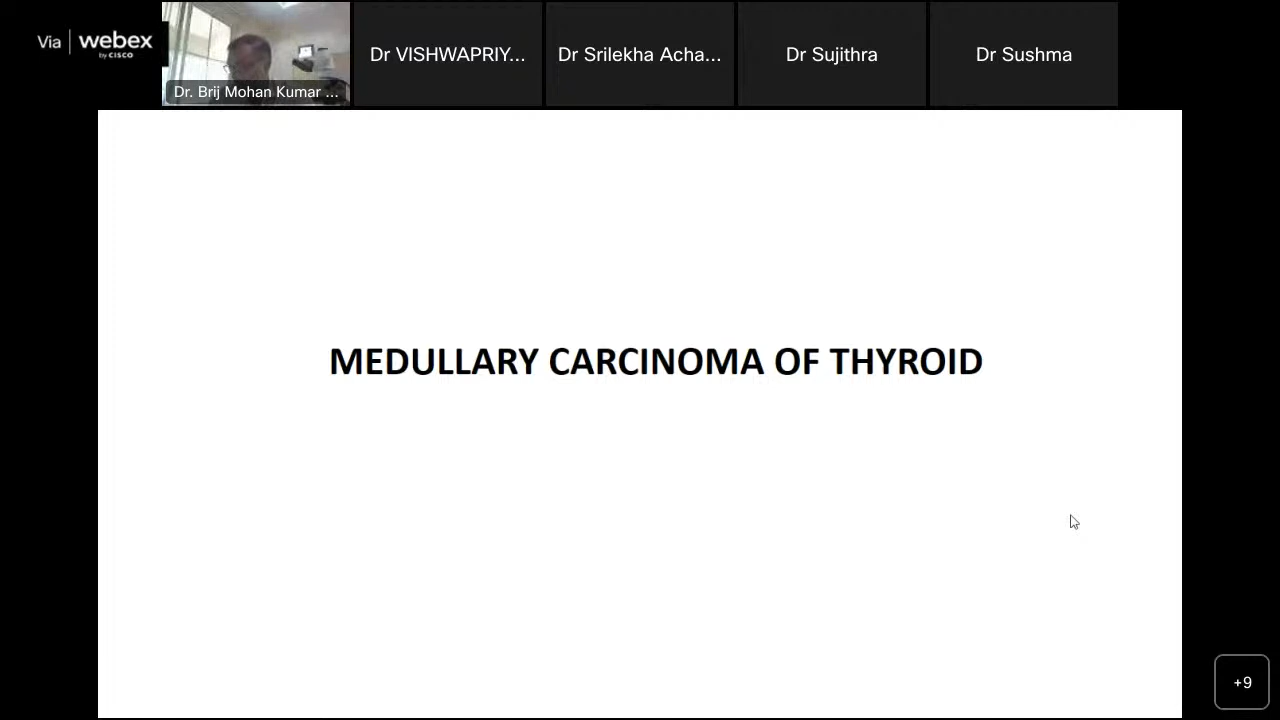 Via webex
by CISCO
Dr. Brij Mohan Kumar ...
Dr VISHWAPRIY...
Dr Srilekha Acha...
Dr Sujithra
Dr Sushma
MEDULLARY CARCINOMA OF THYROID
+9